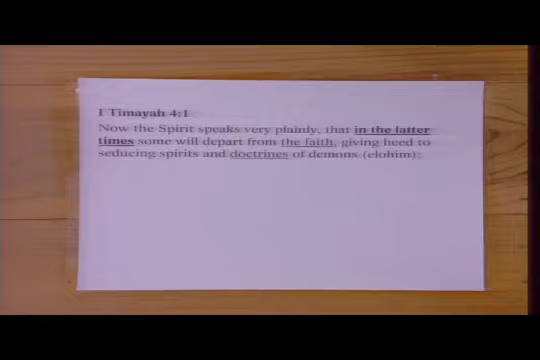 I Timayah 4:1
Now the Spirit speaks very plainly, that in the latter
times some will depart from the faith, giving heed to
seducing spirits and doctrines of demons (elohim);